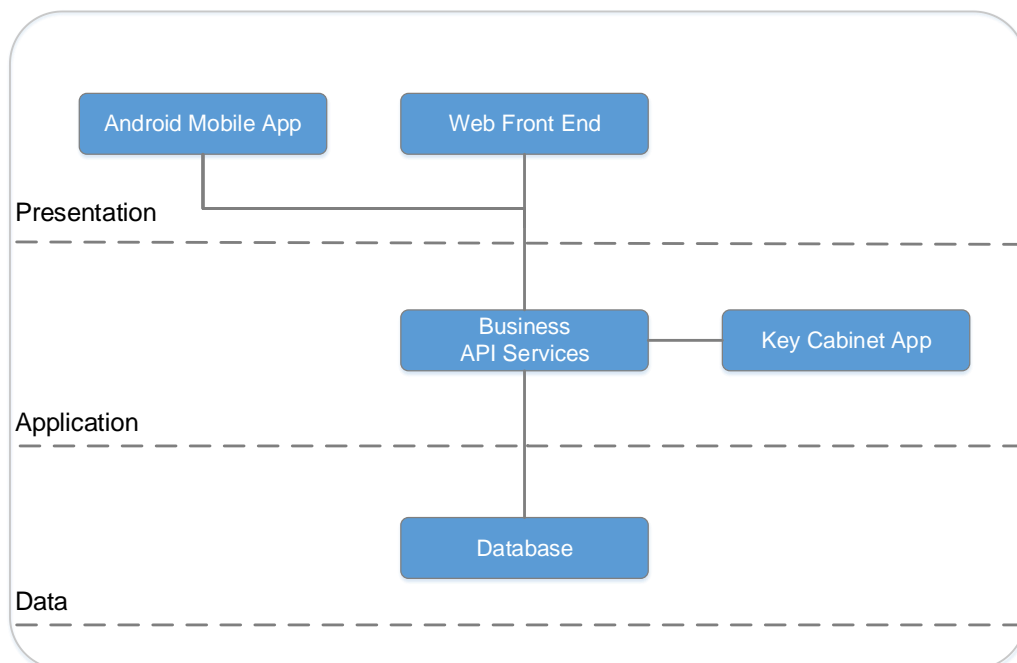 Android Mobile App
Web Front End
Presentation
Business
API Services
Key Cabinet App
Application
Database
Data